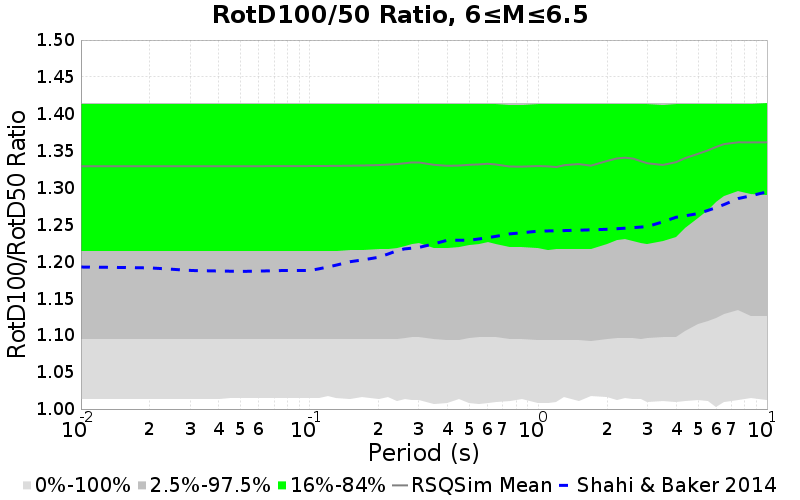 RotD100/50 Ratio, 6≤M≤6.5
RotD100/RotD50 Ratio
1.50
1.45
1.40
1.35
1.30
1.25
1.20
1.15
1.10
1.05
1.00
10-2 2 3 4 5 6 10-1 2 3 4 5 6 7 100 2 3 4 5 6 7 101
Period (s)
0%-100% 2.5%-97.5% 16%-84% RSQSim Mean Shahi & Baker 2014